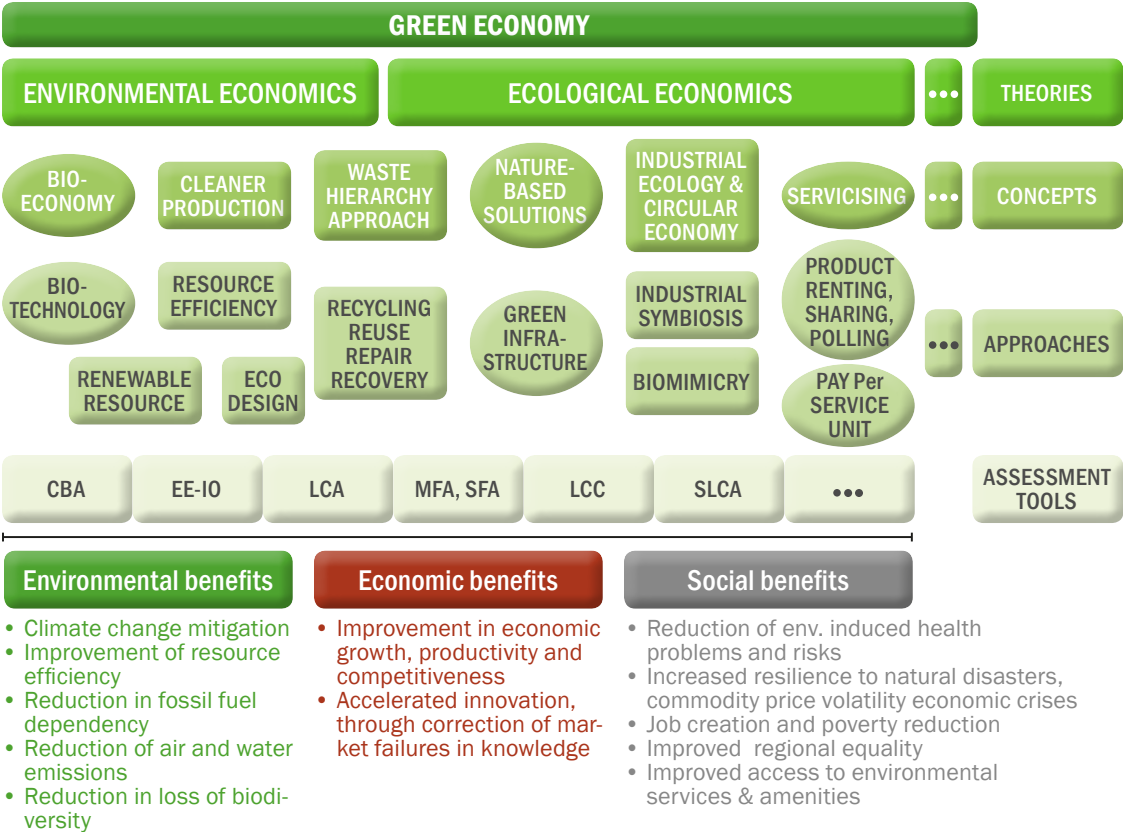 GREEN ECONOMY
ENVIRONMENTAL ECONOMICS
ECOLOGICAL ECONOMICS
•••
THEORIES
BIO-
ECONOMY
CLEANER
PRODUCTION
WASTE
HIERARCHY
APPROACH
NATURE-
BASED
SOLUTIONS
INDUSTRIAL
ECOLOGY &
CIRCULAR
ECONOMY
SERVICISING
•••
CONCEPTS
BIO-
TECHNOLOGY
RESOURCE
EFFICIENCY
RENEWABLE
RESOURCE
ECO
DESIGN
RECYCLING
REUSE
REPAIR
RECOVERY
GREEN
INFRA-
STRUCTURE
INDUSTRIAL
SYMBIOSIS
BIOMIMICRY
PRODUCT
RENTING,
SHARING,
POLLING
PAY Per
SERVICE
UNIT
•••
APPROACHES
CBA
EE-IO
LCA
MFA, SFA
LCC
SLCA
•••
ASSESSMENT
TOOLS
Environmental benefits
• Climate change mitigation
• Improvement of resource
efficiency
• Reduction in fossil fuel
dependency
• Reduction of air and water
emissions
• Reduction in loss of biodi-
versity
Economic benefits
• Improvement in economic
growth, productivity and
competitiveness
• Accelerated innovation,
through correction of mar-
ket failures in knowledge
Social benefits
• Reduction of env. induced health
problems and risks
• Increased resilience to natural disasters,
commodity price volatility economic crises
• Job creation and poverty reduction
• Improved regional equality
• Improved access to environmental
services & amenities